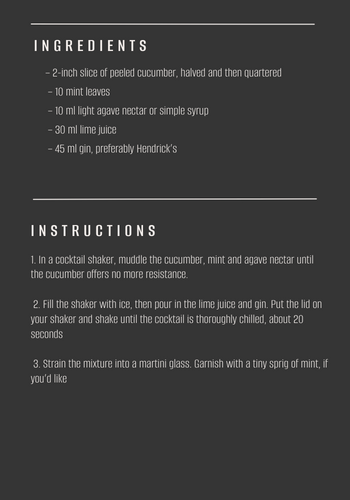 INGREDIENTS
– 2-inch slice of peeled cucumber, halved and then quartered
– 10 mint leaves
– 10 ml light agave nectar or simple syrup
– 30 ml lime juice
– 45 ml gin, preferably Hendrick's
INSTRUCTIONS
1. In a cocktail shaker, muddle the cucumber, mint and agave nectar until
the cucumber offers no more resistance.
2. Fill the shaker with ice, then pour in the lime juice and gin. Put the lid on
your shaker and shake until the cocktail is thoroughly chilled, about 20
seconds
3. Strain the mixture into a martini glass. Garnish with a tiny sprig of mint, if
you'd like